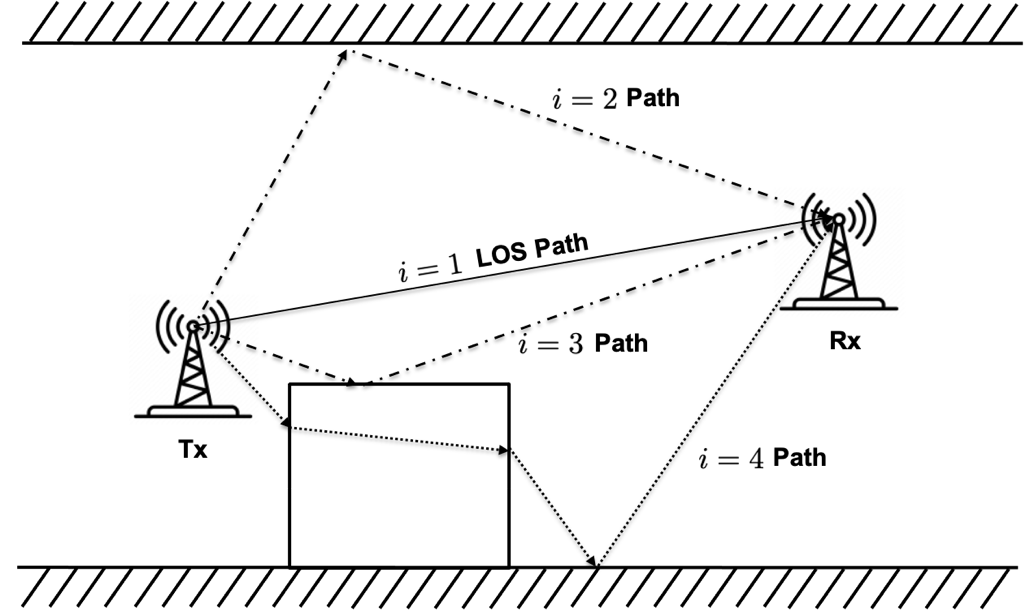 i = 2 Path
i = 1 LOS Path
i = 3 Path
Rx
Tx
i = 4 Path